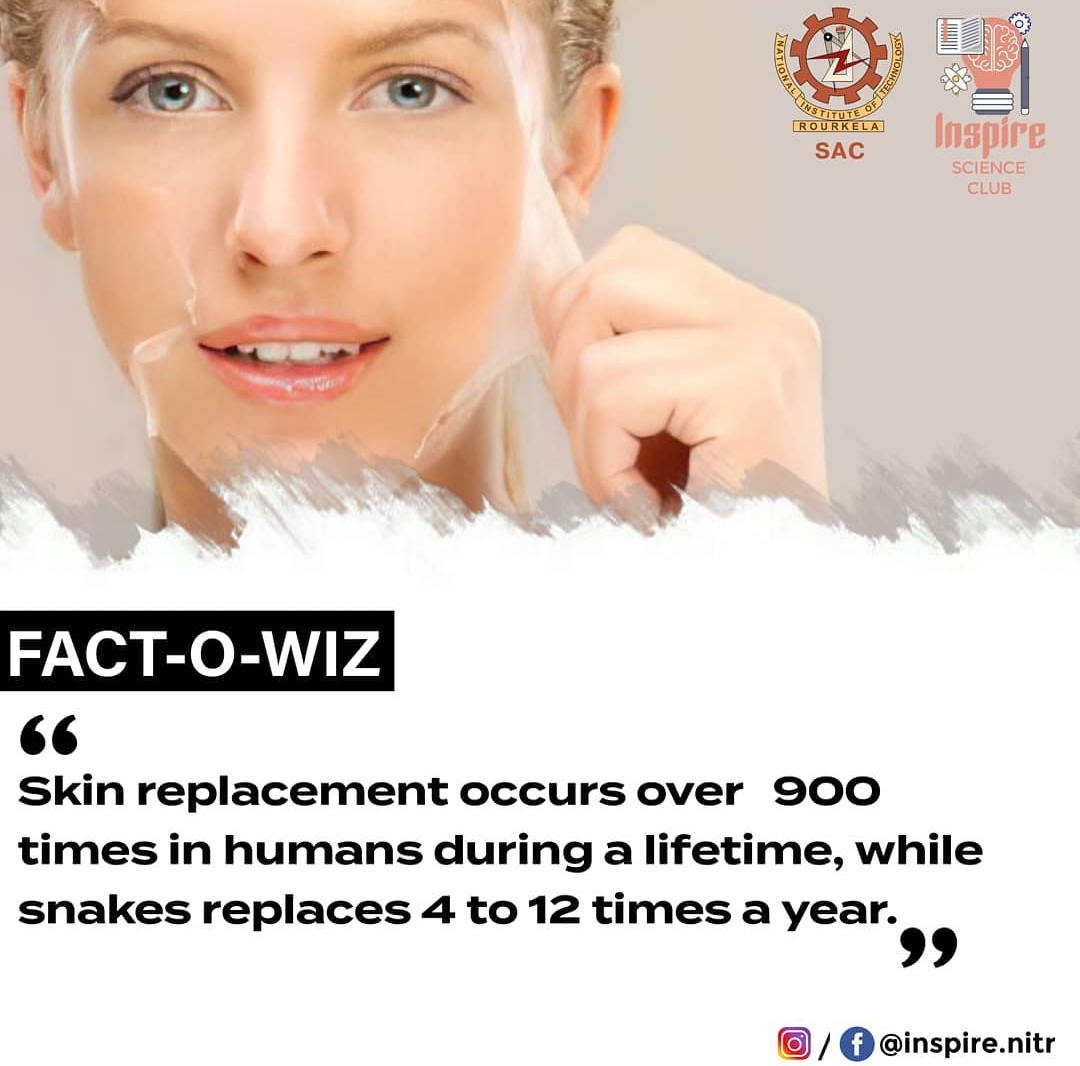 NATIONAL INSTITUTE OF TECHNOLOGY
ROURKELA
SAC
Inspire
SCIENCE
CLUB
FACT-O-WIZ
“
Skin replacement occurs over 900
times in humans during a lifetime, while
snakes replaces 4 to 12 times a year.
”
/ @inspire.nitr